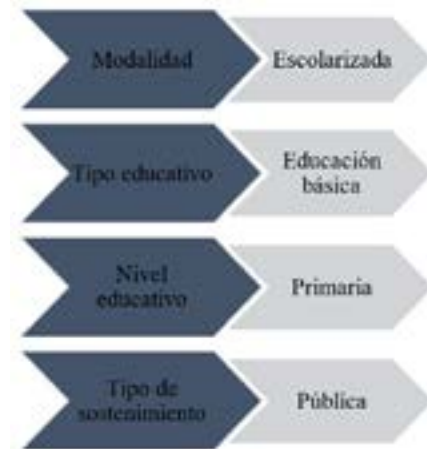 Modalidad
Escolarizada
Tipo educativo
Educación
básica
Nivel
educativo
Primaria
Tipo de
sostenimiento
Pública